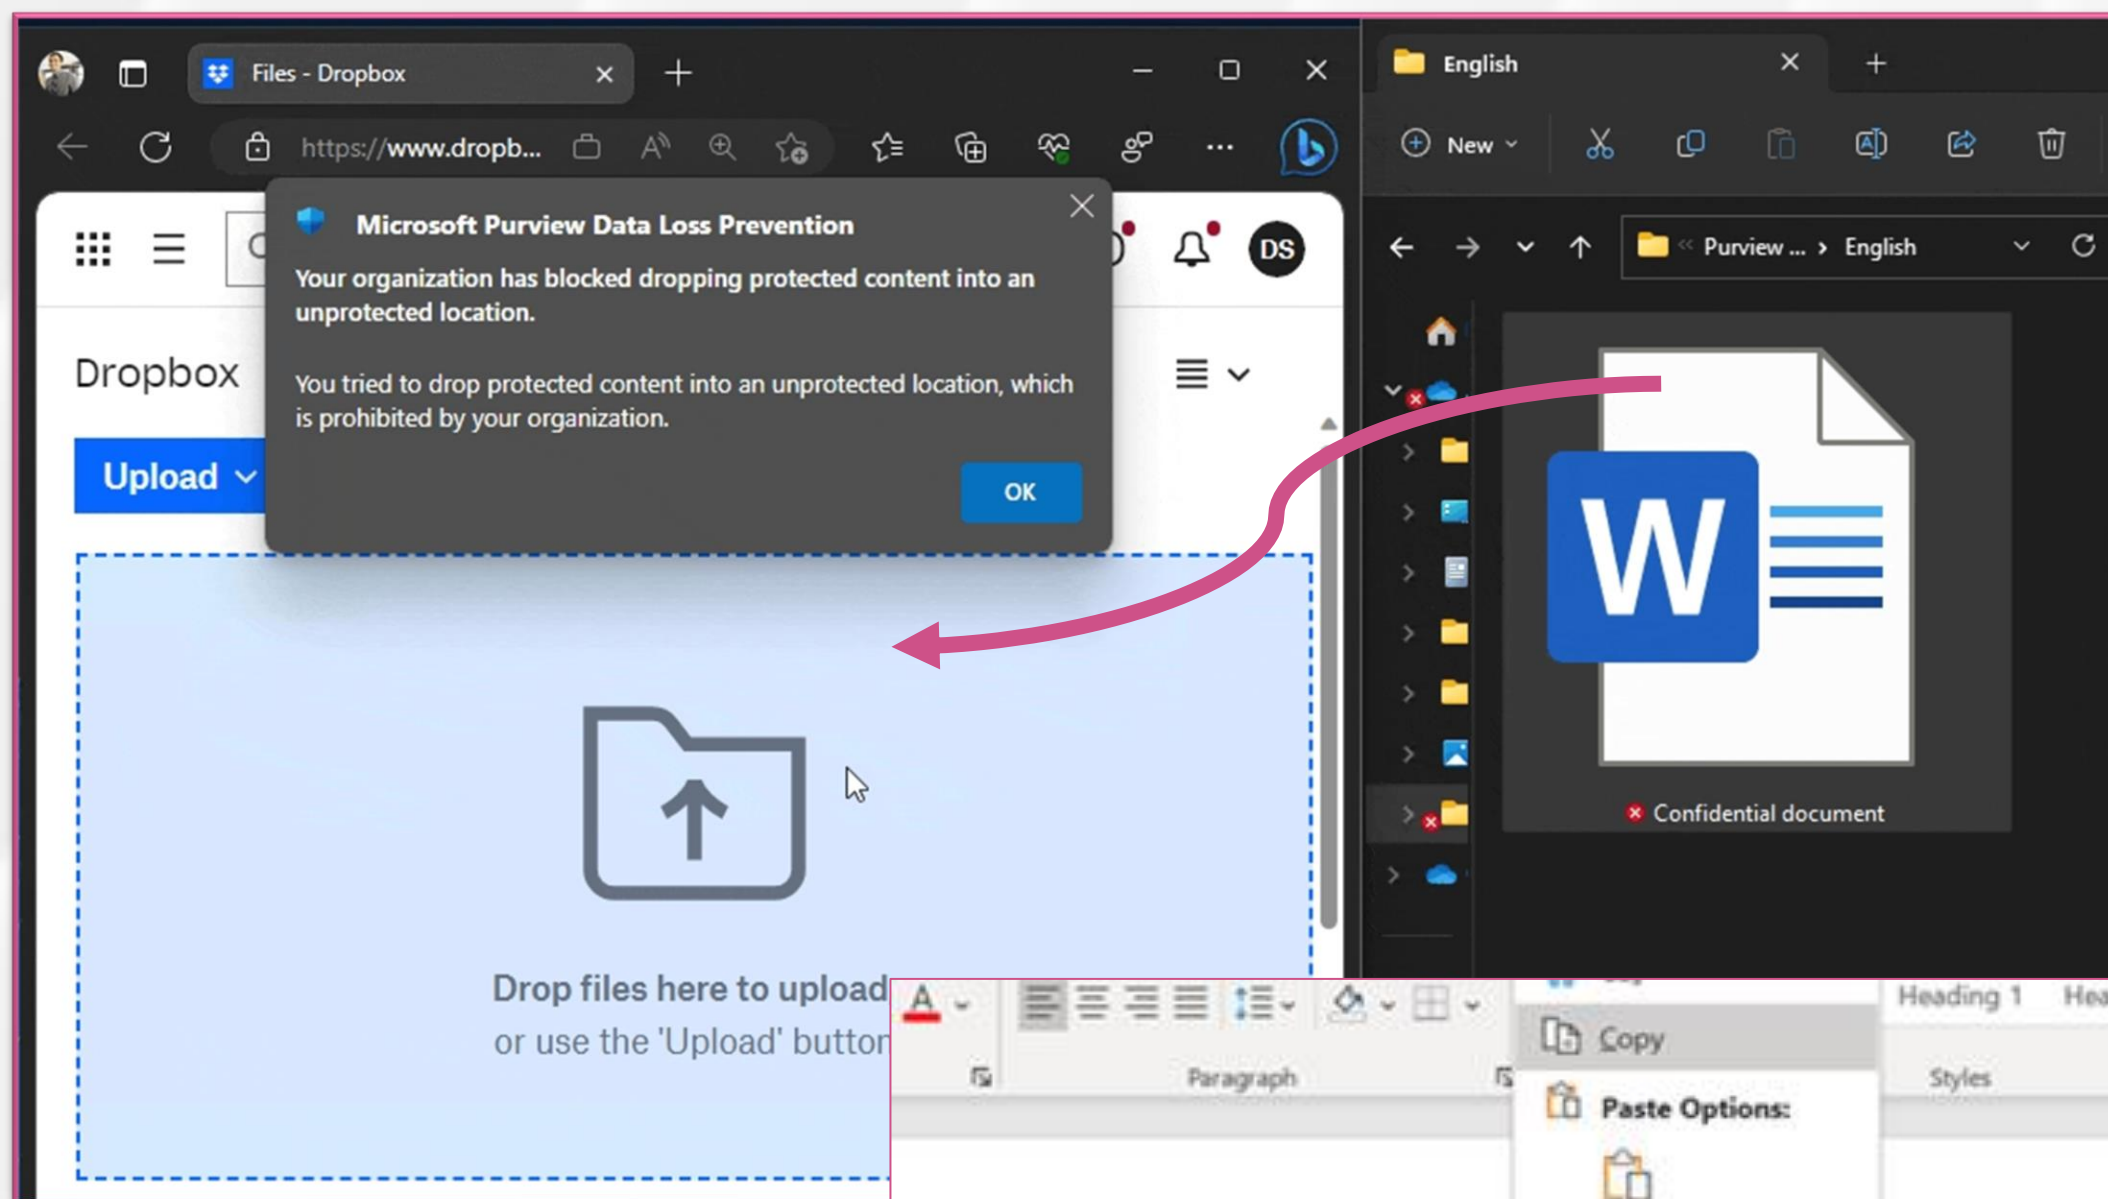 Files - Dropbox
https://www.dropb...
Microsoft Purview Data Loss Prevention
Your organization has blocked dropping protected content into an
unprotected location.
You tried to drop protected content into an unprotected location, which
is prohibited by your organization.
OK
DS
Dropbox
Upload
Drop files here to upload
or use the 'Upload' button
English
New
Purview ... › English
W
Confidential document
A
Paragraph
Copy
Paste Options:
Heading 1
Hea
Styles